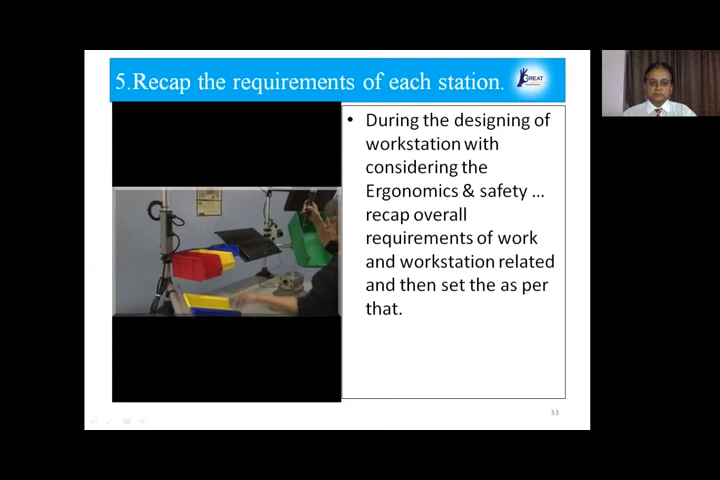 5.Recap the requirements of each station.
GREAT
• During the designing of
workstation with
considering the
Ergonomics & safety ...
recap overall
requirements of work
and workstation related
and then set the as per
that.
33